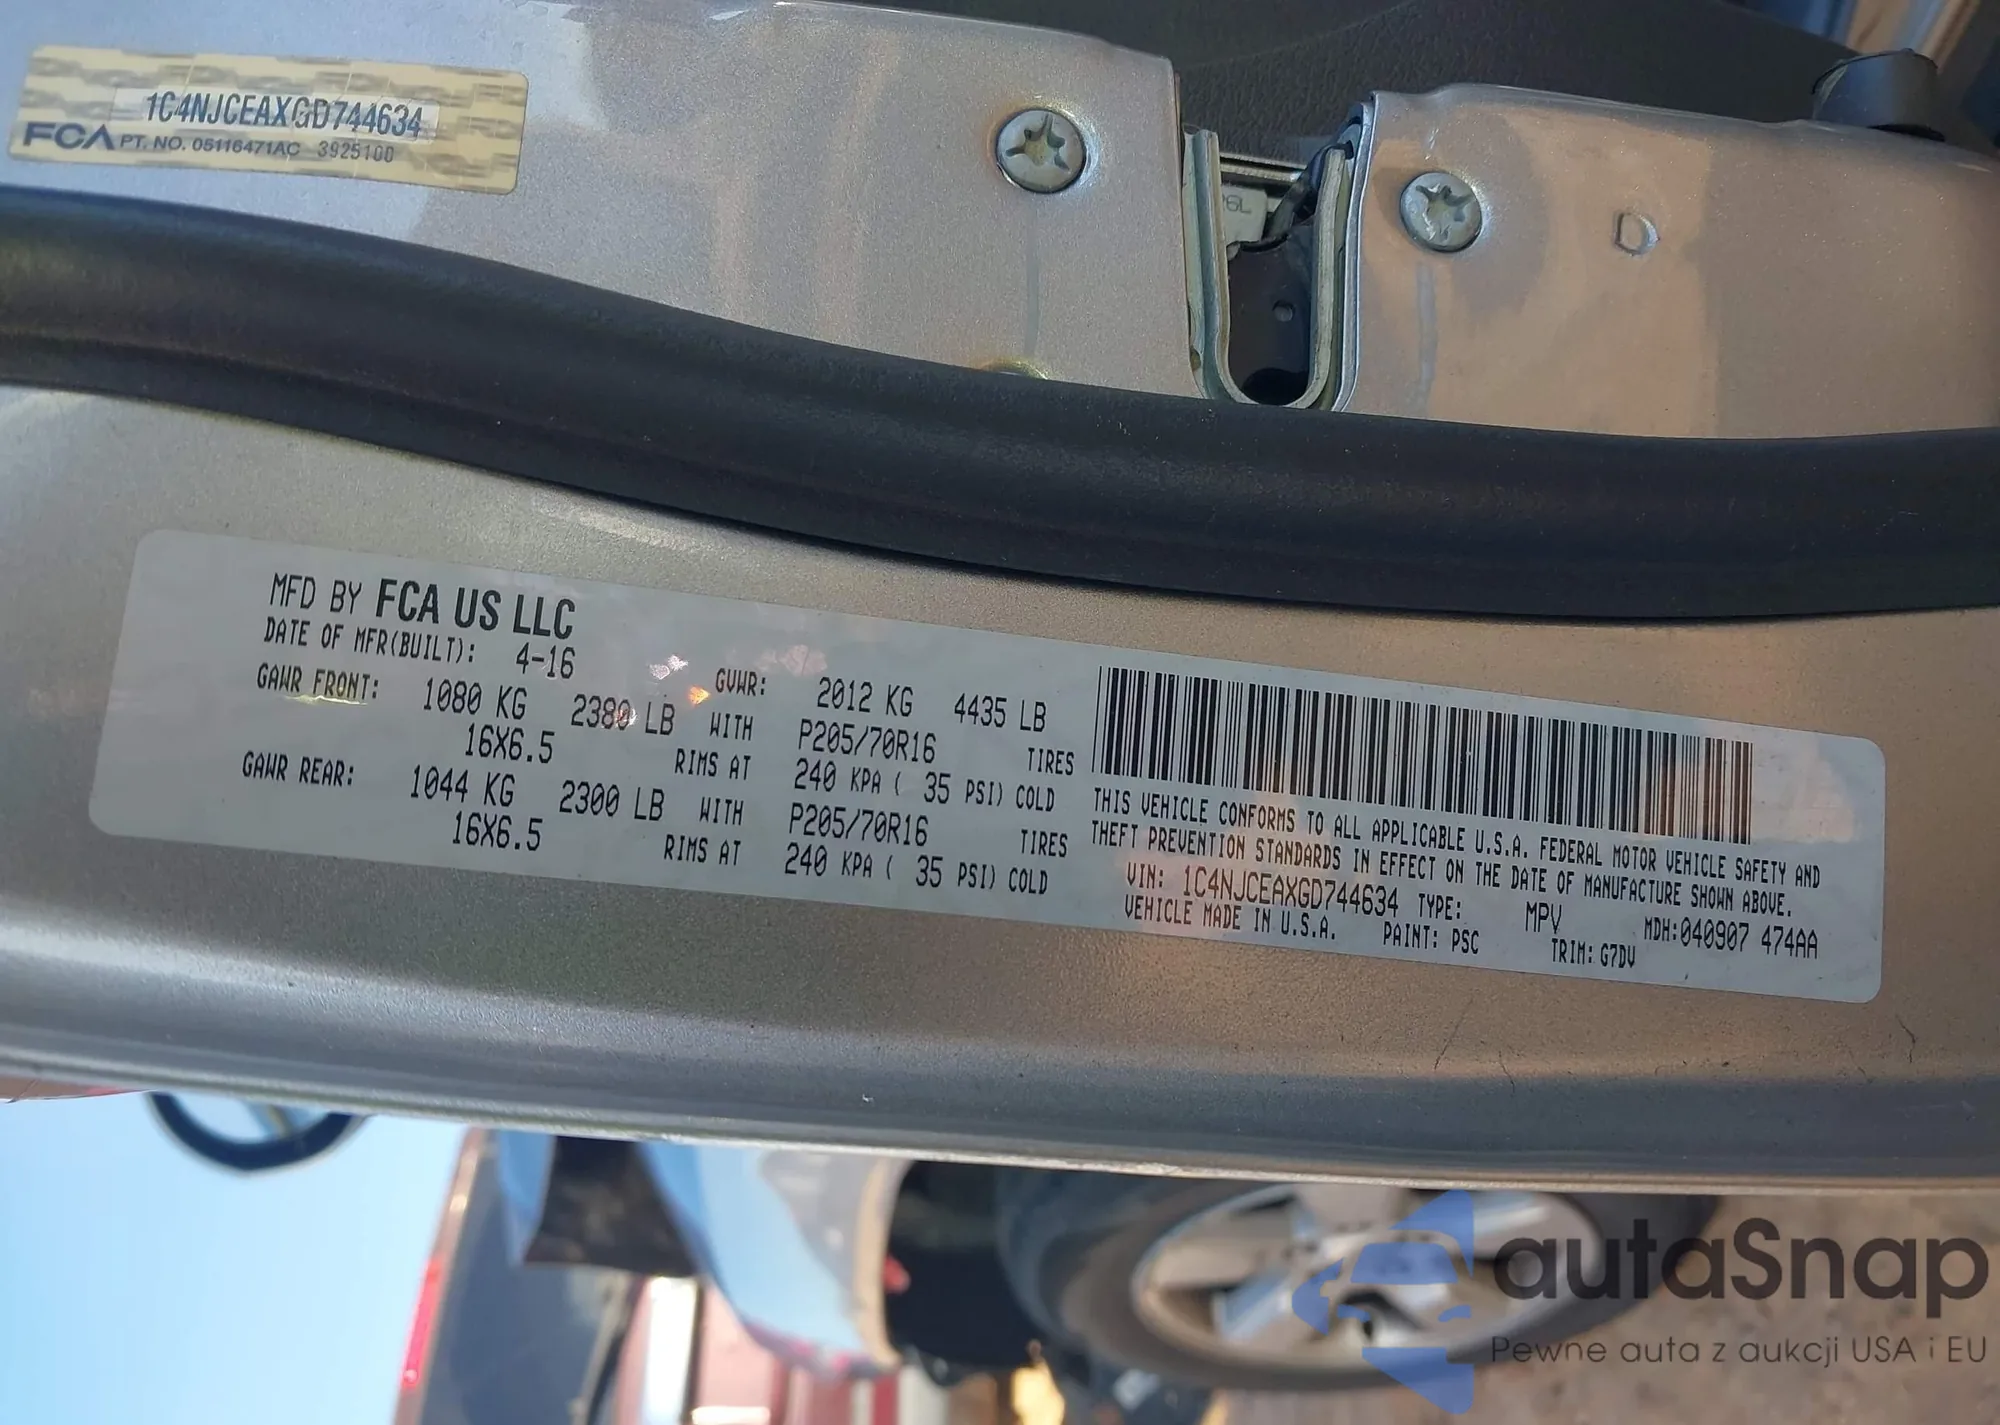 1C4NJCEAXGD744634
FCA PT. NO. 05116471AC 3925100
MFD BY FCA US LLC
DATE OF MFR(BUILT): 4-16
GAWR FRONT: 1080 KG 2380 LB WITH
16X6.5 RIMS AT
GAWR REAR: 1044 KG 2300 LB WITH
16X6.5 RIMS AT
GVWR: 2012 KG 4435 LB
P205/70R16 TIRES
240 KPA ( 35 PSI) COLD
P205/70R16 TIRES
240 KPA ( 35 PSI) COLD
THIS VEHICLE CONFORMS TO ALL APPLICABLE U.S.A. FEDERAL MOTOR VEHICLE SAFETY AND
THEFT PREVENTION STANDARDS IN EFFECT ON THE DATE OF MANUFACTURE SHOWN ABOVE.
VIN: 1C4NJCEAXGD744634 TYPE: MPV MDH:040907 474AA
VEHICLE MADE IN U.S.A. PAINT: PSC TRIM: G7DV
autaSnap
Pewne auta z aukcji USA i EU